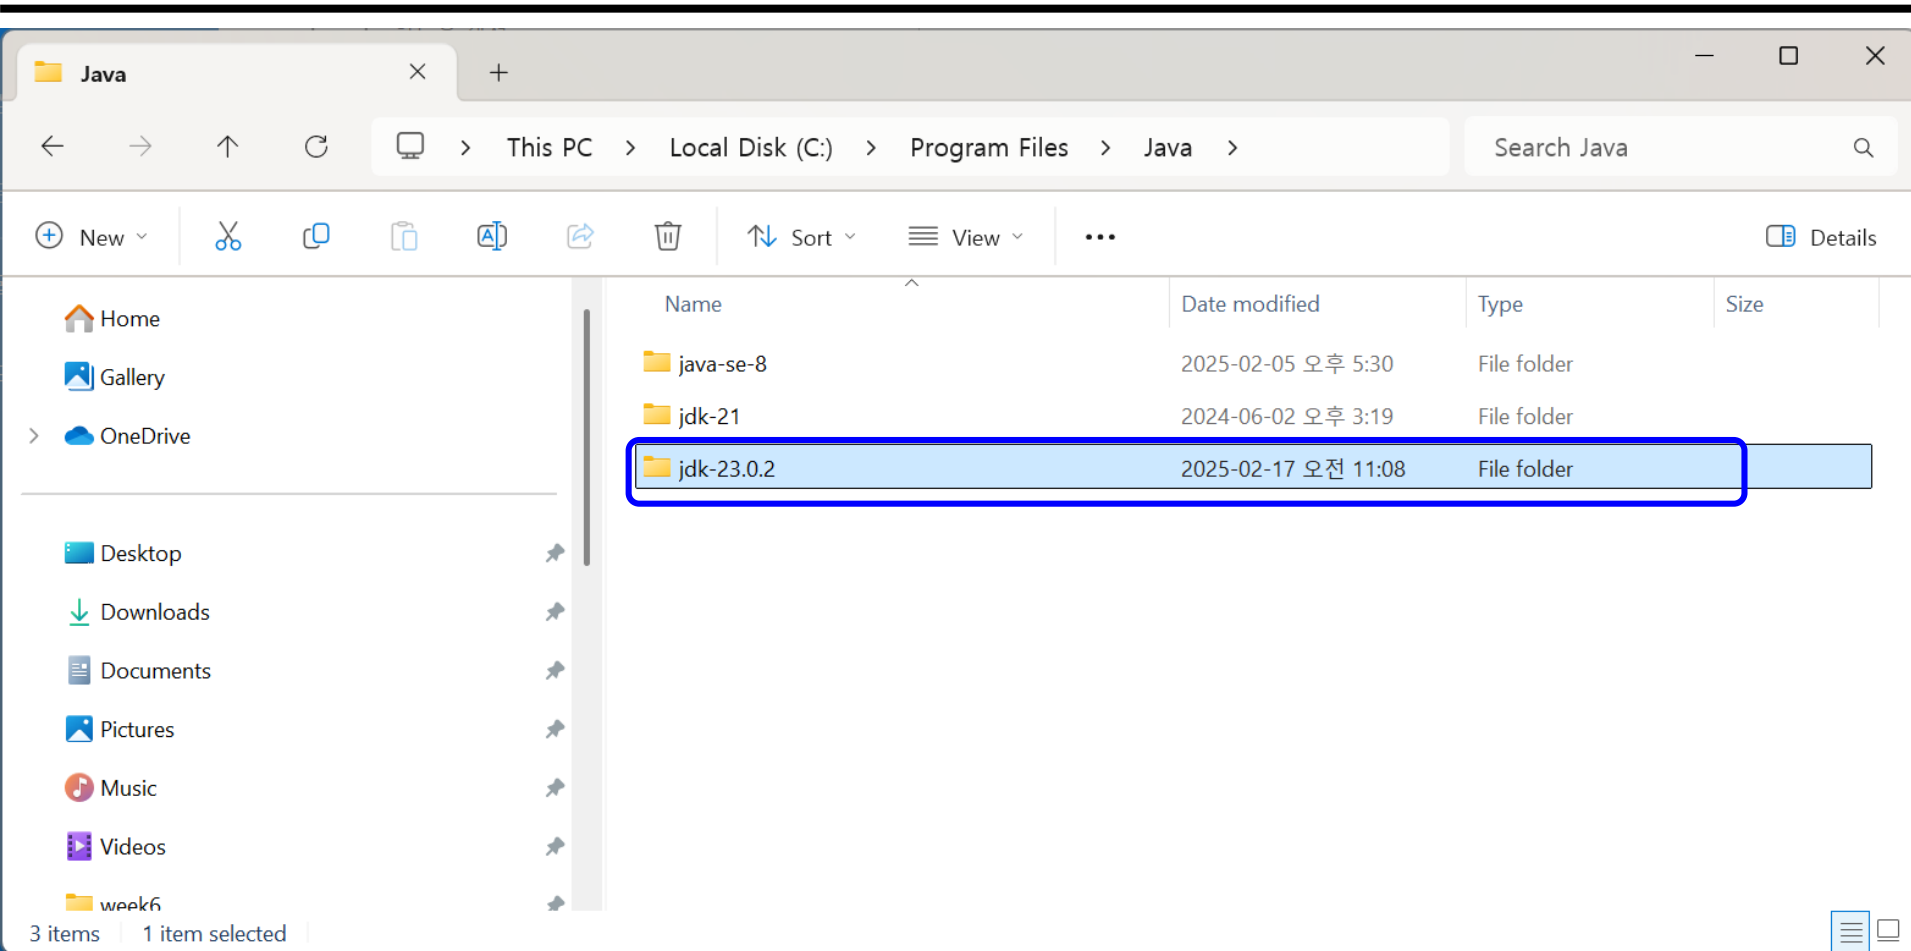 Java
This PC > Local Disk (C:) > Program Files > Java >
Search Java
New
Sort
View
Details
Home
Gallery
OneDrive
Desktop
Downloads
Documents
Pictures
Music
Videos
week6
Name Date modified Type Size
java-se-8 2025-02-05 오후 5:30 File folder
jdk-21 2024-06-02 오후 3:19 File folder
jdk-23.0.2 2025-02-17 오전 11:08 File folder
3 items 1 item selected